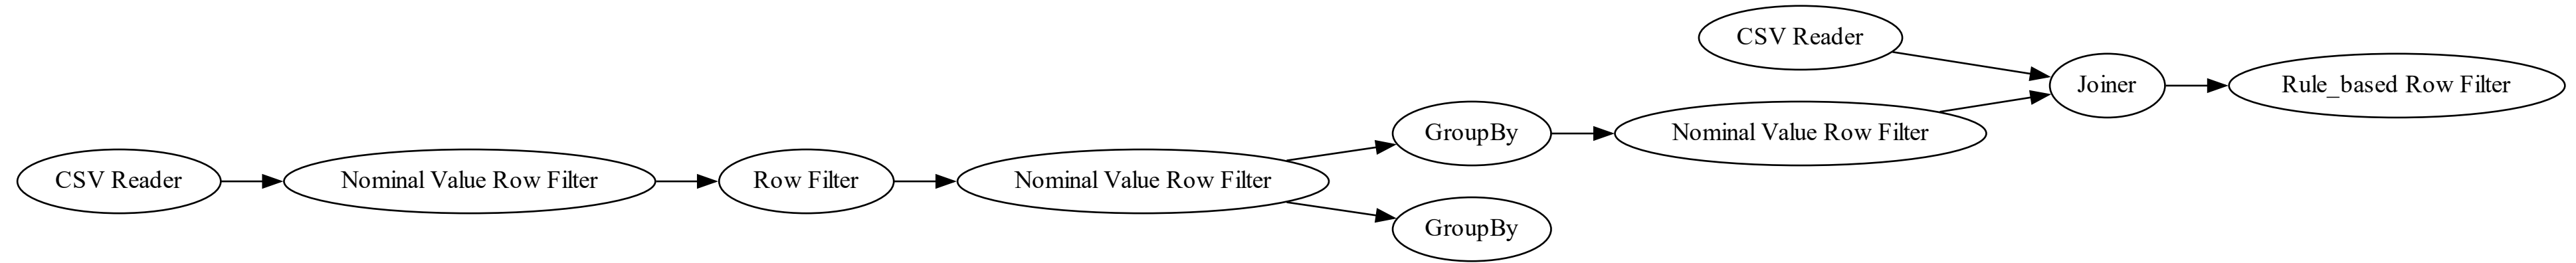 CSV Reader
Nominal Value Row Filter
Row Filter
Nominal Value Row Filter
GroupBy
GroupBy
Nominal Value Row Filter
CSV Reader
Joiner
Rule_based Row Filter